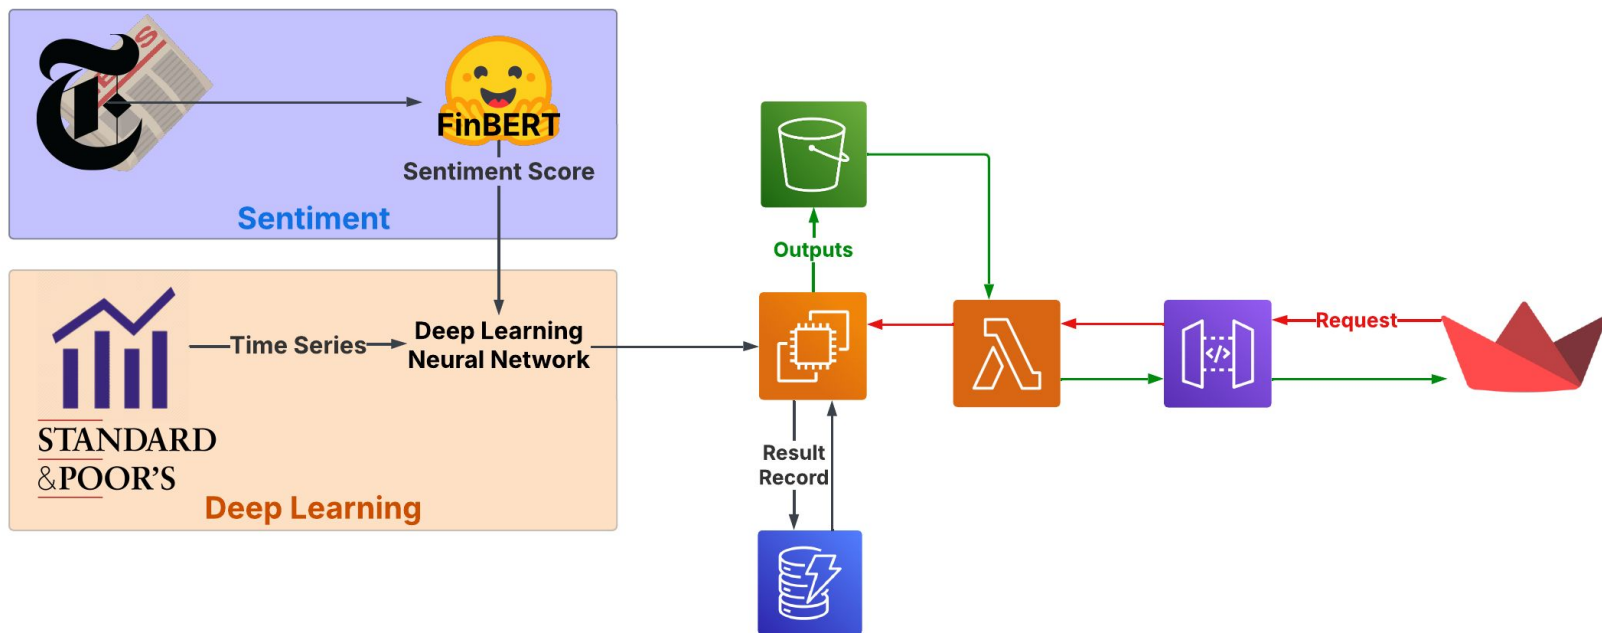 FinBERT
Sentiment Score
Sentiment
Outputs
Deep Learning
Neural Network
Time Series
Request
STANDARD
&POOR'S
Deep Learning
Result
Record